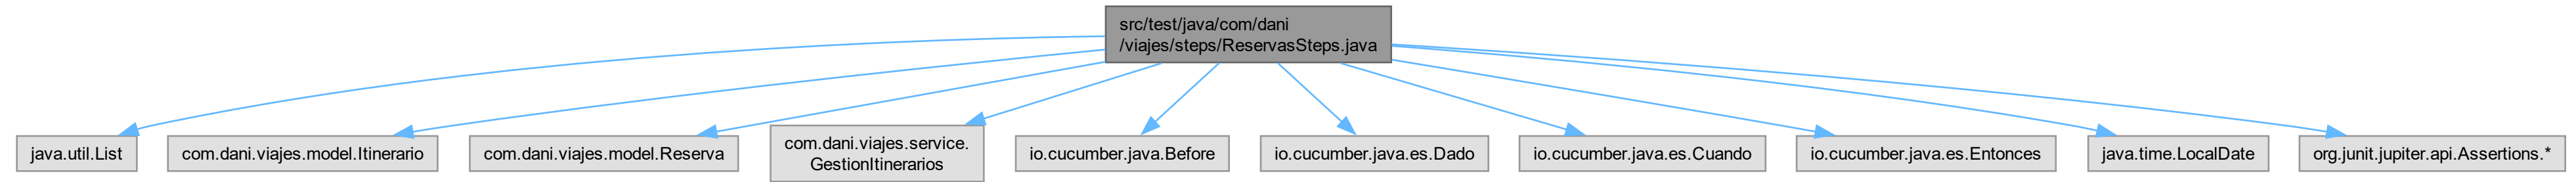 src/test/java/com/dani
/viajes/steps/ReservasSteps.java
java.util.List
com.dani.viajes.model.Itinerario
com.dani.viajes.model.Reserva
com.dani.viajes.service.
GestionItinerarios
io.cucumber.java.Before
io.cucumber.java.es.Dado
io.cucumber.java.es.Cuando
io.cucumber.java.es.Entonces
java.time.LocalDate
org.junit.jupiter.api.Assertions.*